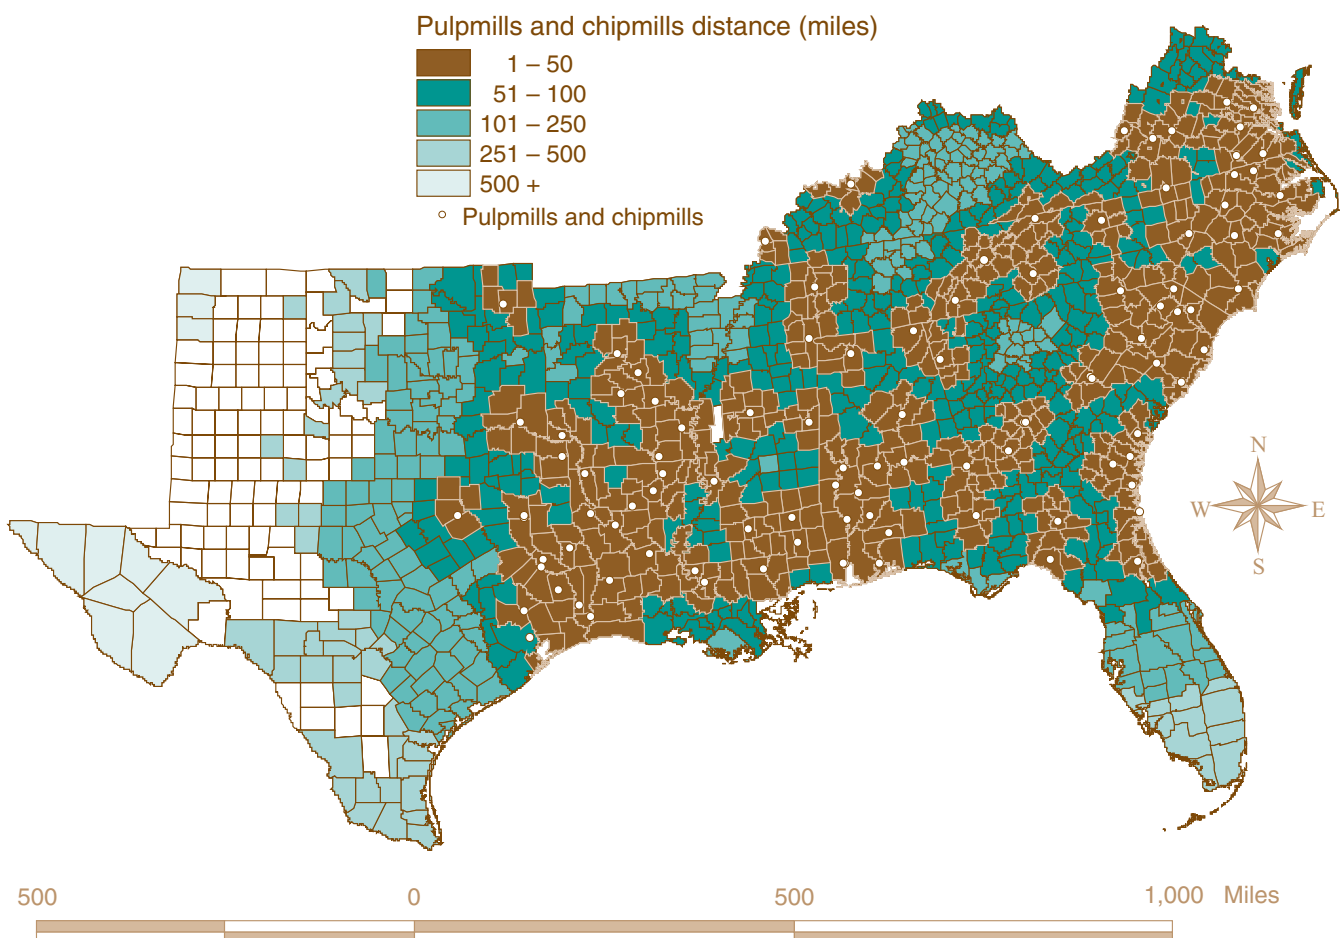 Pulpmills and chipmills distance (miles)
1 – 50
51 – 100
101 – 250
251 – 500
500 +
Pulpmills and chipmills
N
W E
S
500 0 500 1,000 Miles